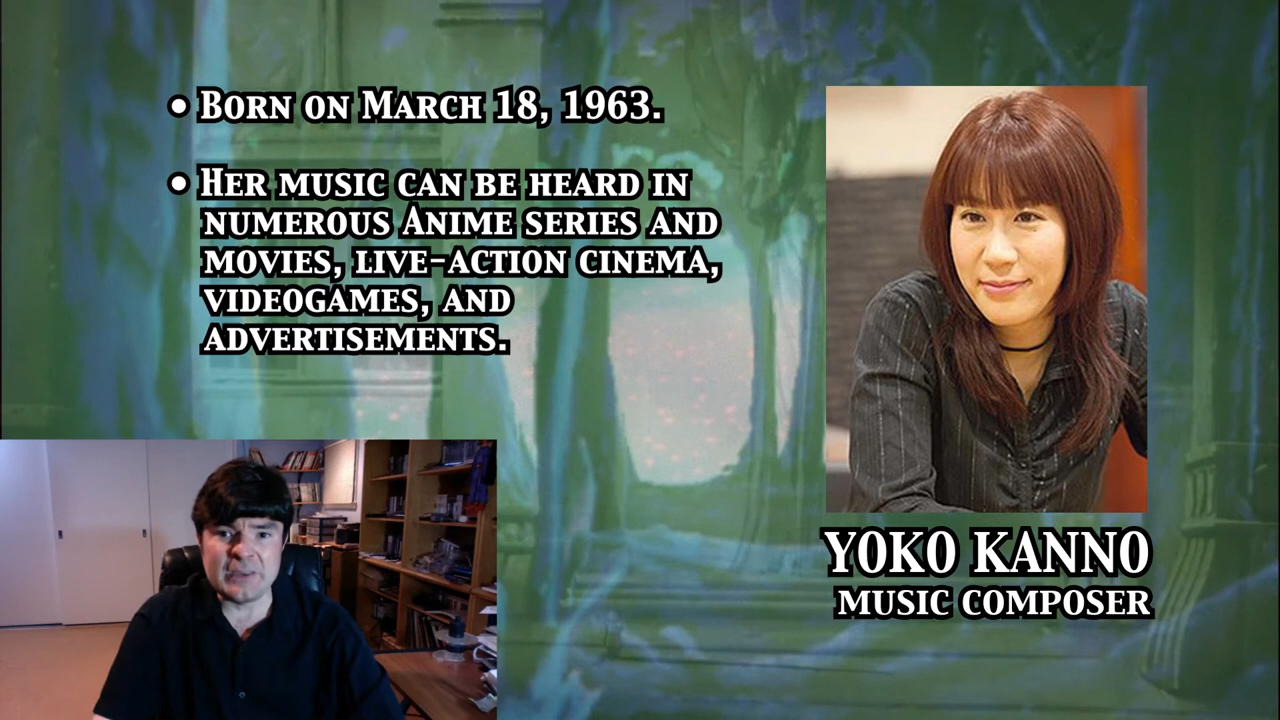 • Born on March 18, 1963.
• Her music can be heard in
numerous Anime series and
movies, live-action cinema,
videogames, and
advertisements.
YOKO KANNO
MUSIC COMPOSER